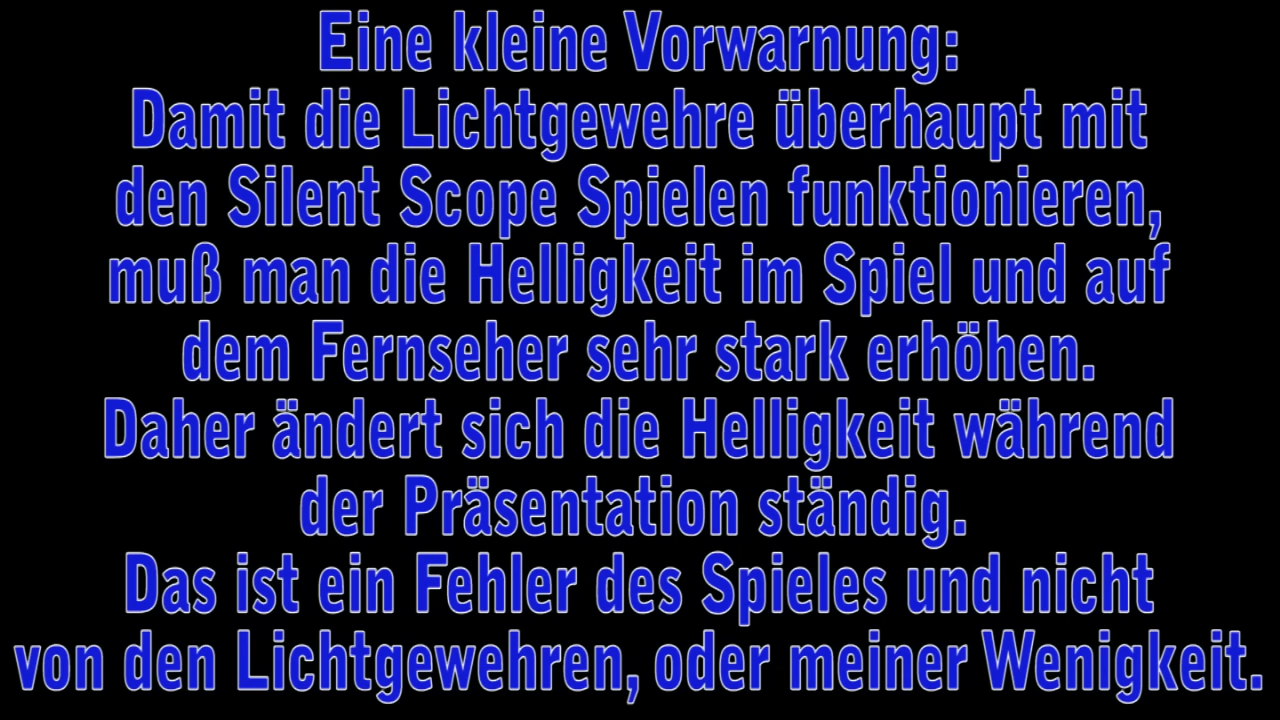 Eine kleine Vorwarnung:
Damit die Lichtgewehre überhaupt mit
den Silent Scope Spielen funktionieren,
muß man die Helligkeit im Spiel und auf
dem Fernseher sehr stark erhöhen.
Daher ändert sich die Helligkeit während
der Präsentation ständig.
Das ist ein Fehler des Spieles und nicht
von den Lichtgewehren, oder meiner Wenigkeit.